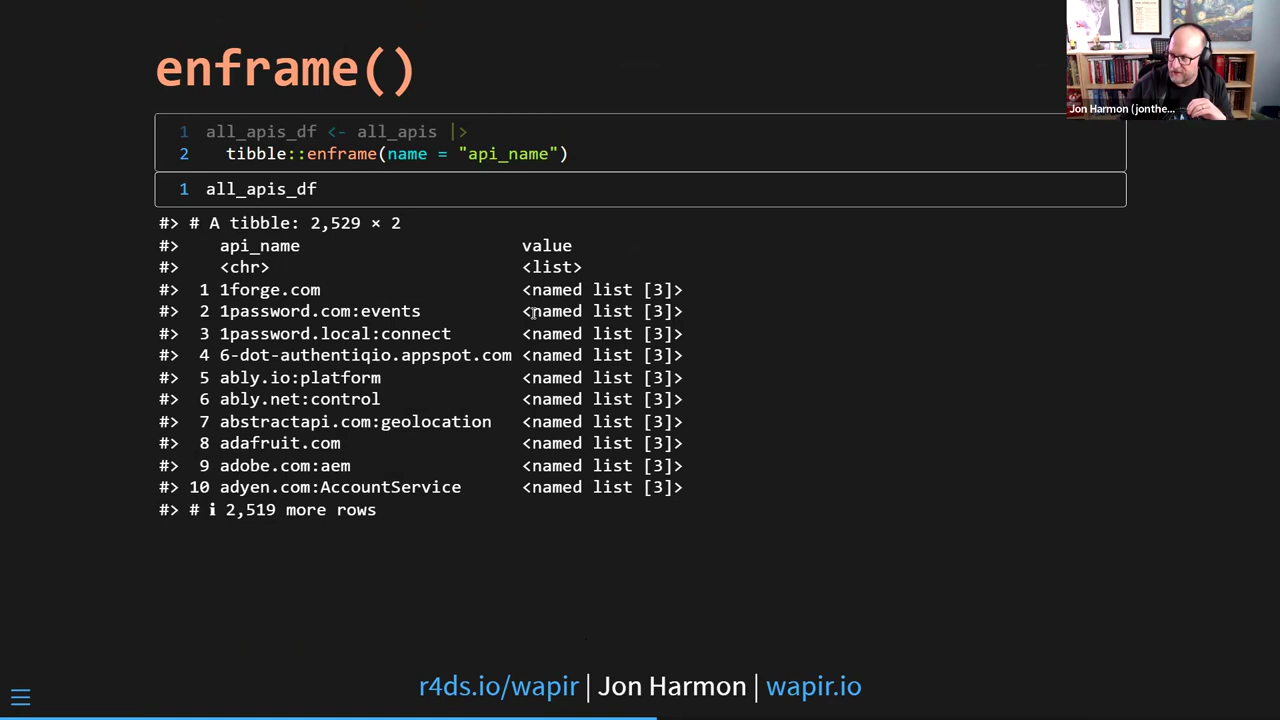 enframe()
Jon Harmon (jonthe...
1 all_apis_df <- all_apis |>
2 tibble::enframe(name = "api_name")
1 all_apis_df
#> # A tibble: 2,529 × 2
#> api_name value
#> <chr> <list>
#> 1 1forge.com <named list [3]>
#> 2 1password.com:events <named list [3]>
#> 3 1password.local:connect <named list [3]>
#> 4 6-dot-authentiqio.appspot.com <named list [3]>
#> 5 ably.io:platform <named list [3]>
#> 6 ably.net:control <named list [3]>
#> 7 abstractapi.com:geolocation <named list [3]>
#> 8 adafruit.com <named list [3]>
#> 9 adobe.com:aem <named list [3]>
#> 10 adyen.com:AccountService <named list [3]>
#> # ℹ 2,519 more rows
r4ds.io/wapir | Jon Harmon | wapir.io